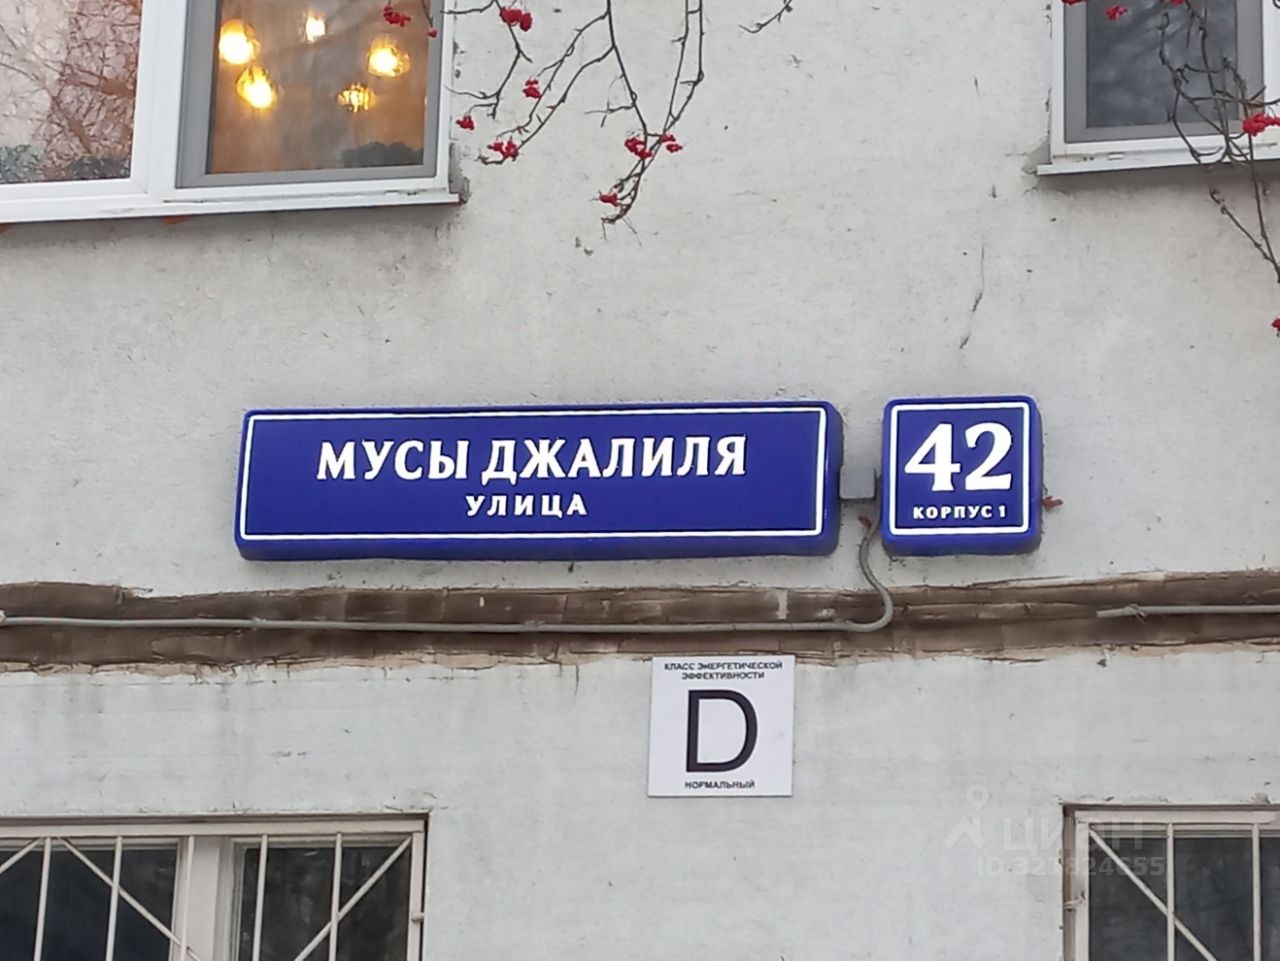 МУСЫ ДЖАЛИЛЯ
УЛИЦА
42
КОРПУС 1
КЛАСС ЭНЕРГЕТИЧЕСКОЙ
ЭФФЕКТИВНОСТИ
D
НОРМАЛЬНЫЙ
ЦИАН